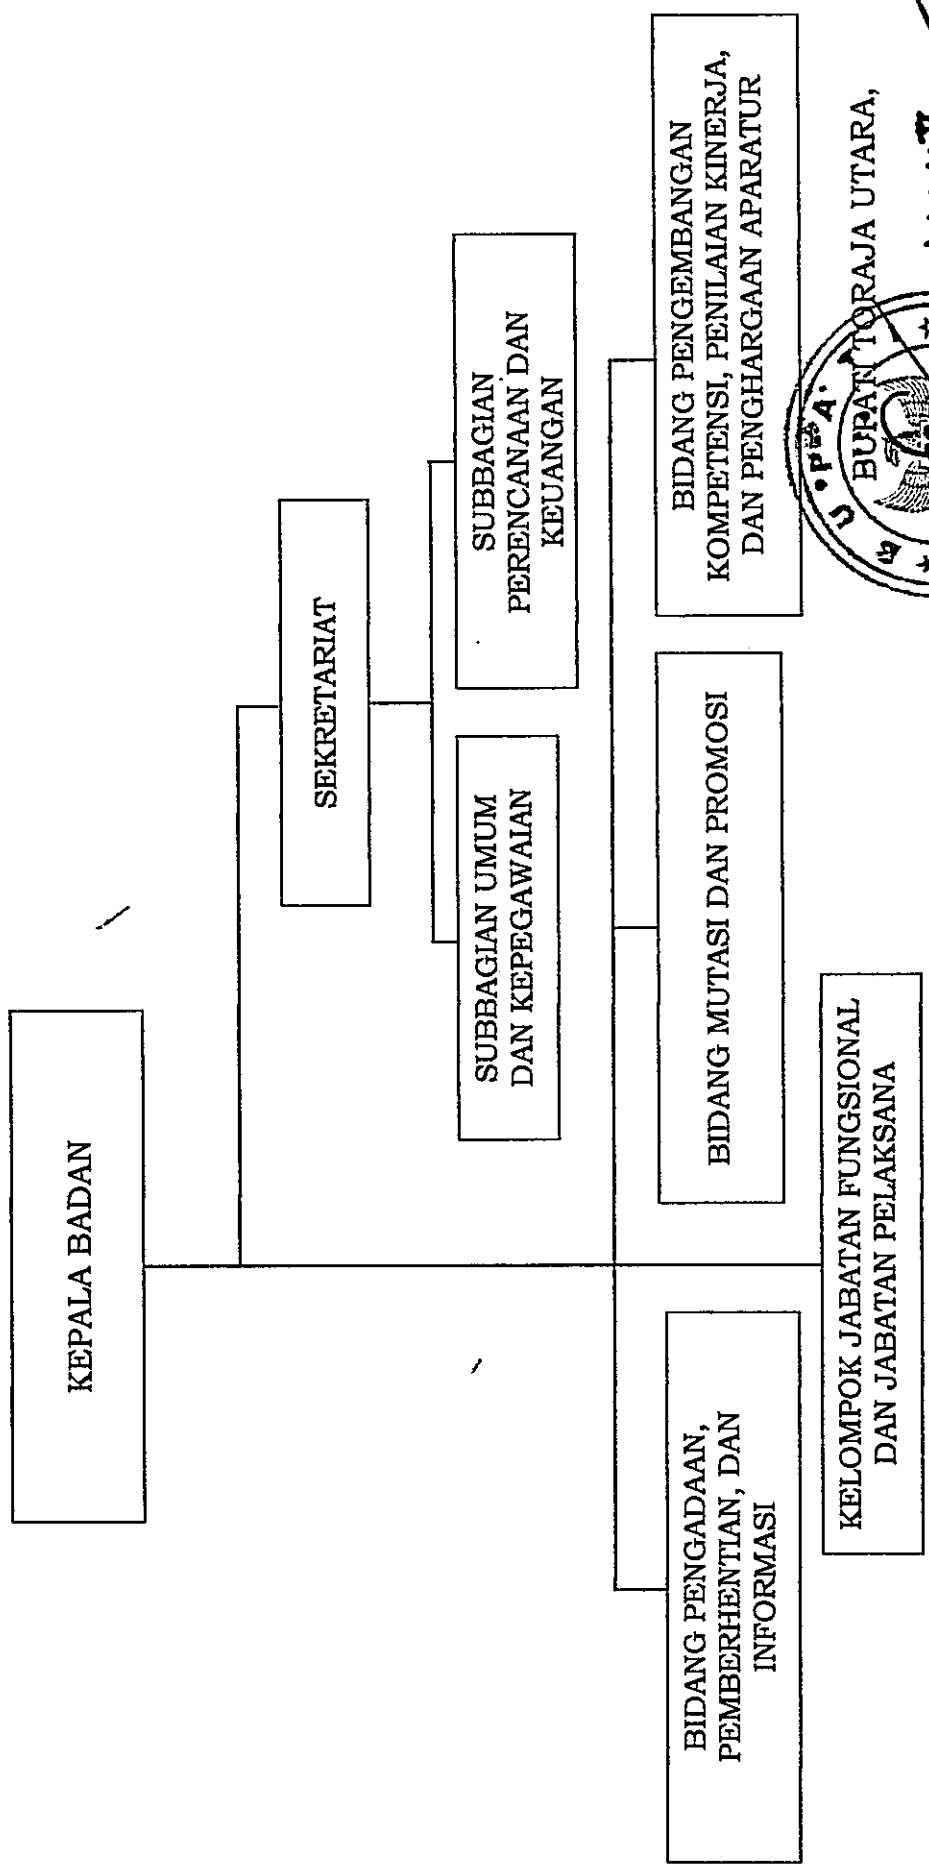 KEPALA BADAN
SEKRETARIAT
SUBBAGIAN UMUM
DAN KEPEGAWAIAN
SUBBAGIAN
PERENCANAAN DAN
KEUANGAN
BIDANG PENGADAAN,
PEMBERHENTIAN, DAN
INFORMASI
BIDANG MUTASI DAN PROMOSI
BIDANG PENGEMBANGAN
KOMPETENSI, PENILAIAN KINERJA,
DAN PENGHARGAAN APARATUR
KELOMPOK JABATAN FUNGSIONAL
DAN JABATAN PELAKSANA
BUPATI TORAJA UTARA,